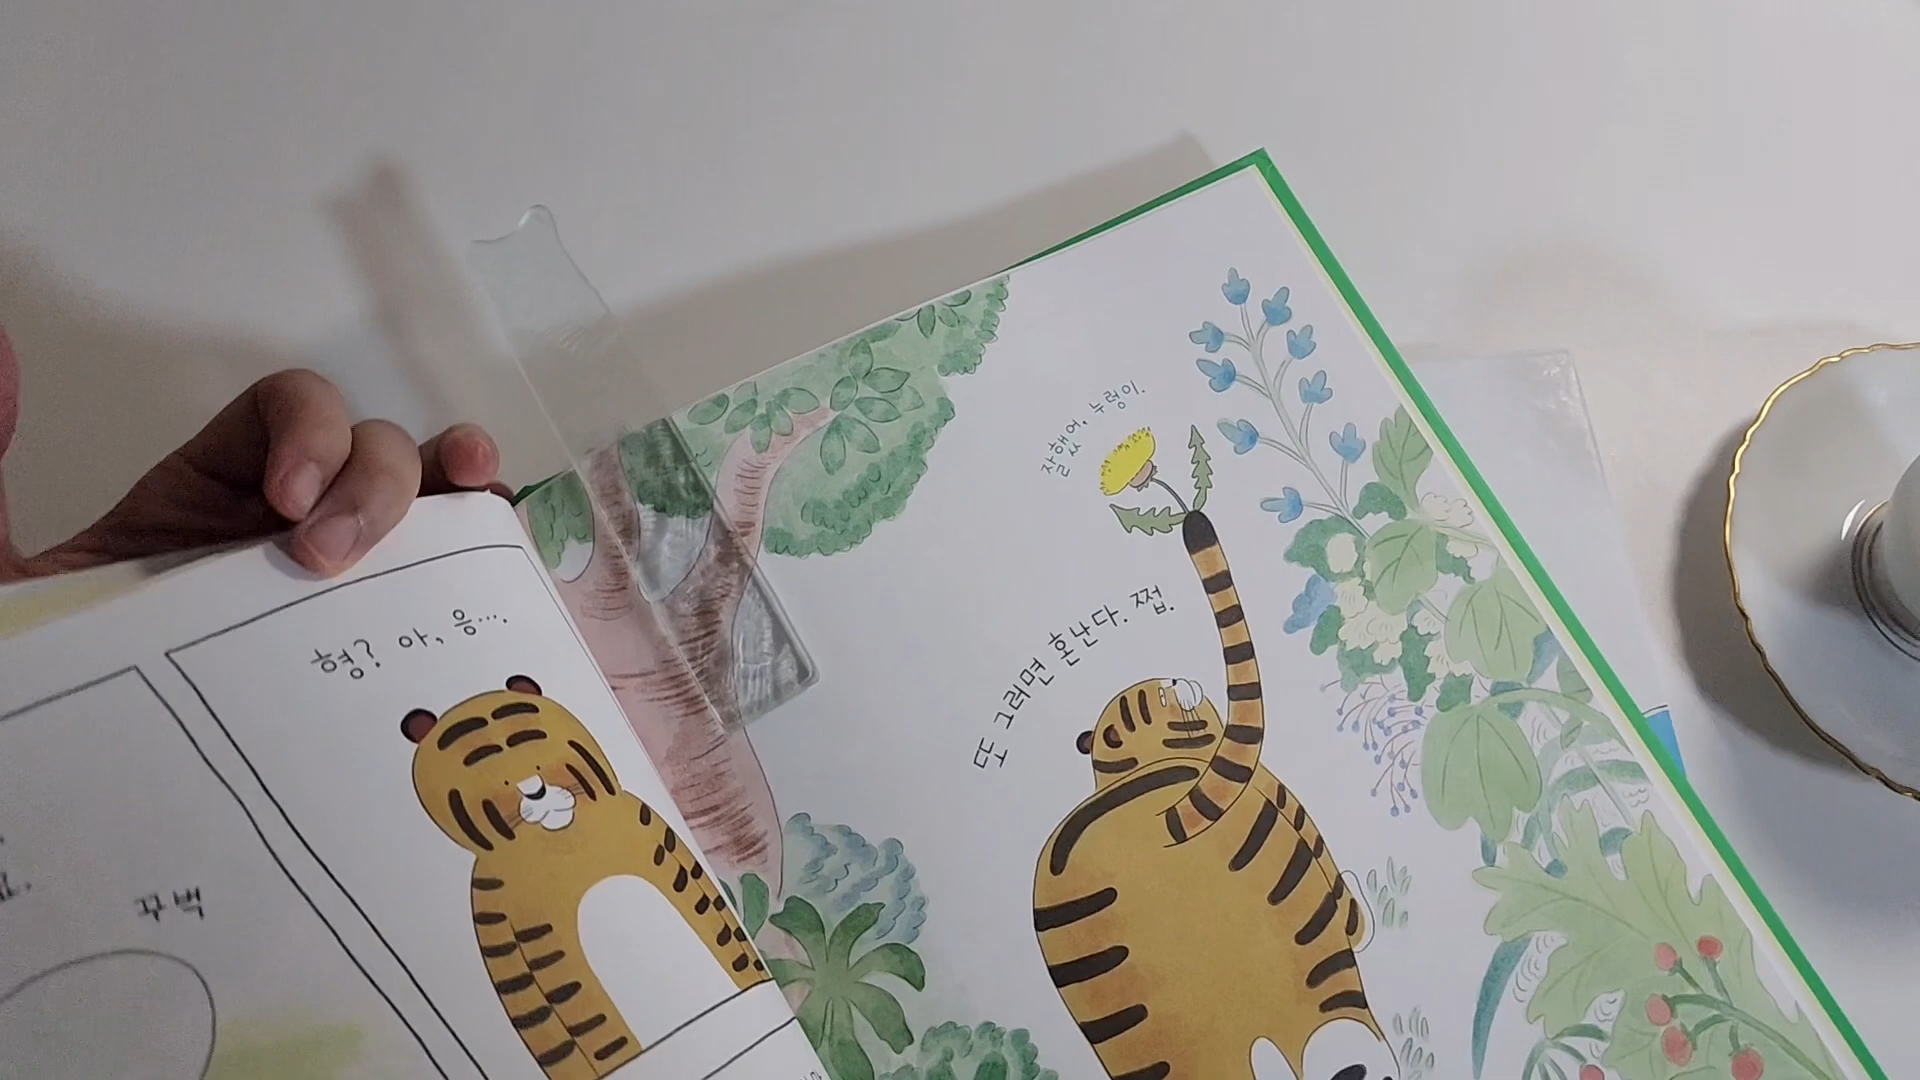 꾸벅
형? 아, 응….
잘했어, 누렁이.
또 그러면 혼난다. 쩝.